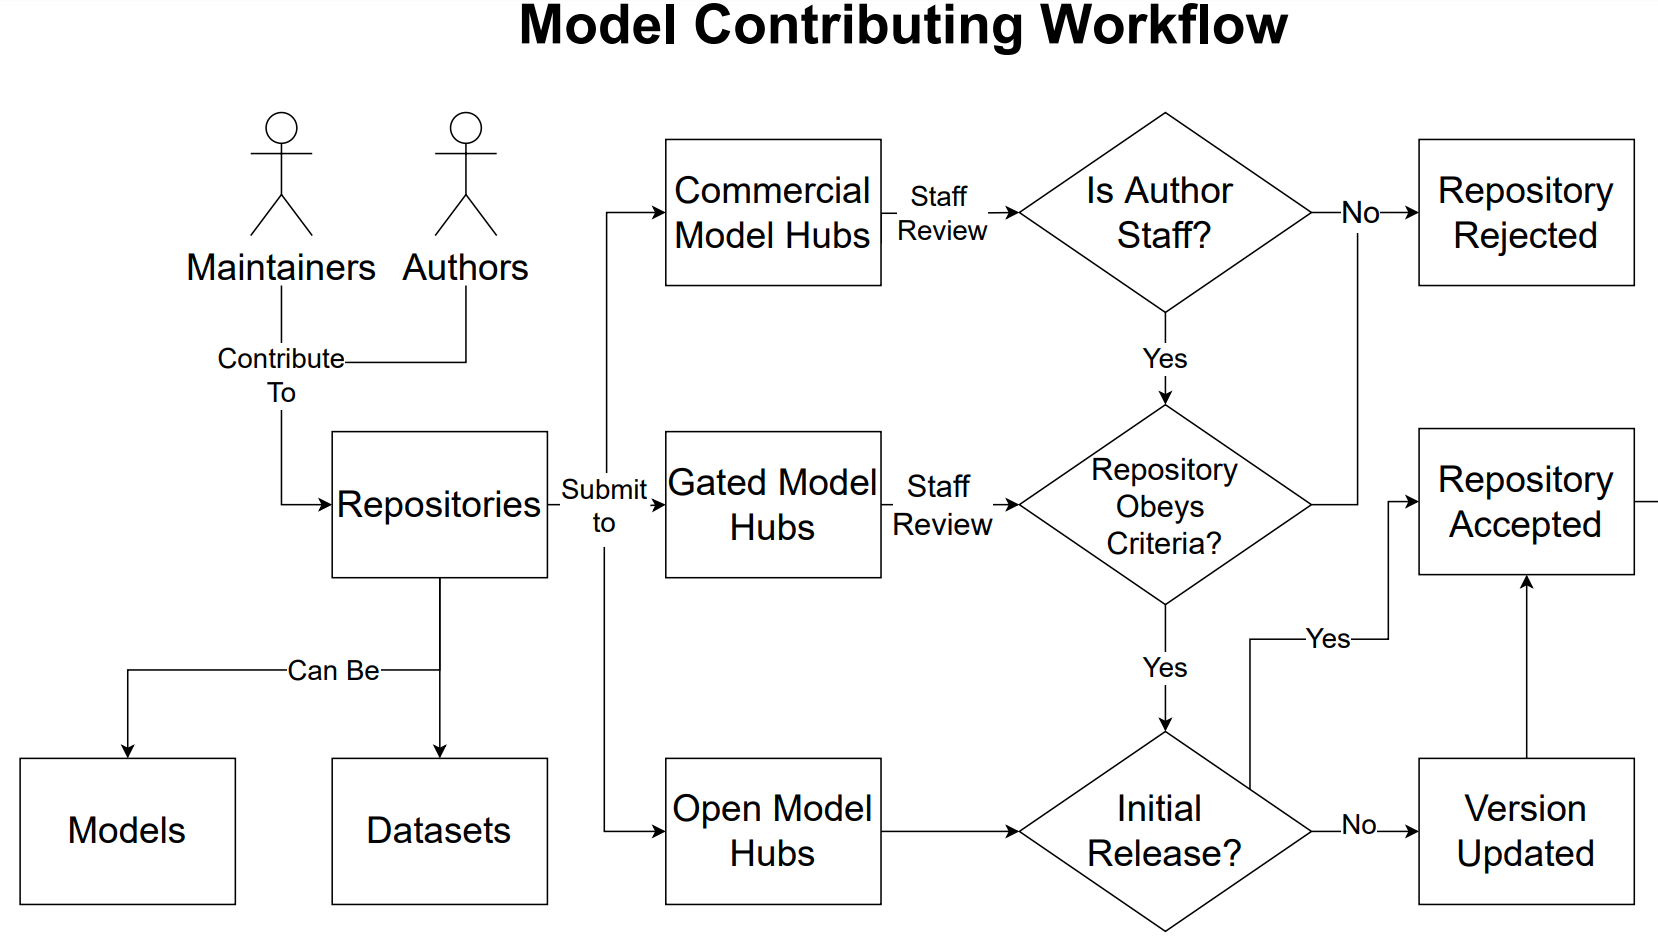 Model Contributing Workflow
Maintainers
Authors
Contribute
To
Repositories
Can Be
Models
Datasets
Submit
to
Commercial
Model Hubs
Staff
Review
Is Author
Staff?
No
Repository
Rejected
Yes
Gated Model
Hubs
Staff
Review
Repository
Obeys
Criteria?
Repository
Accepted
Yes
Yes
Open Model
Hubs
Initial
Release?
No
Version
Updated